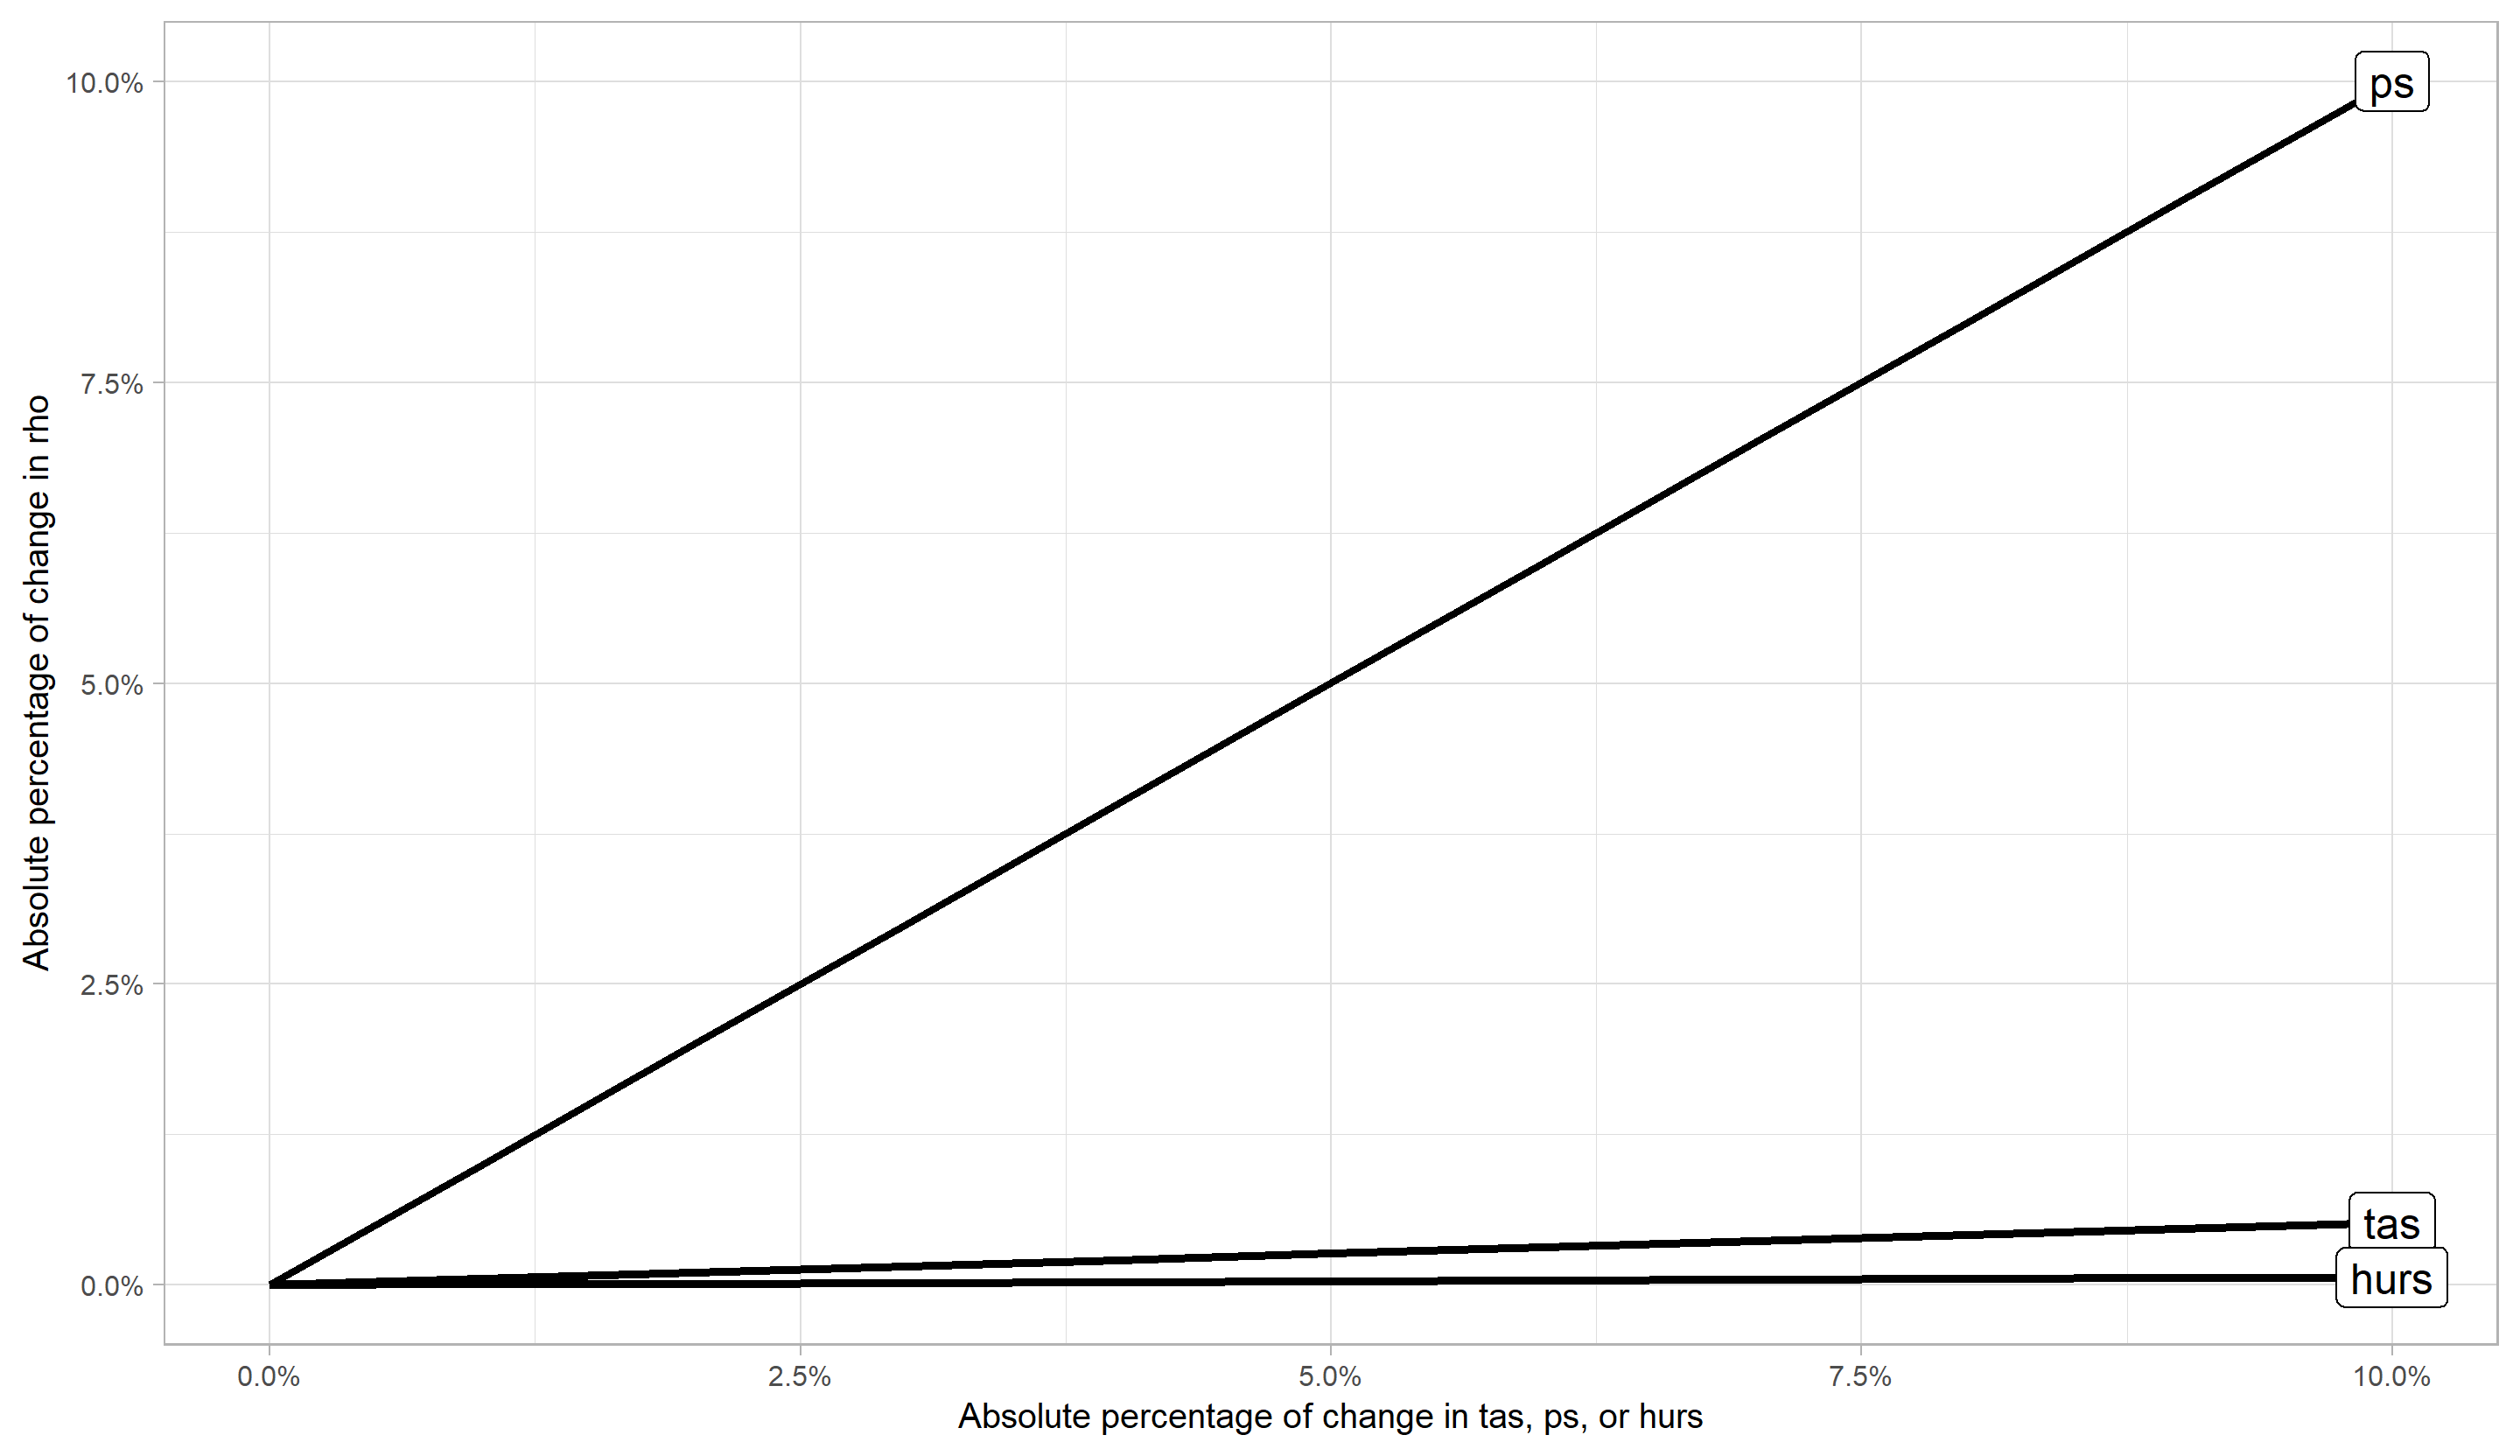 10.0%
7.5%
5.0%
2.5%
0.0%
Absolute percentage of change in rho
ps
tas
hurs
0.0%
2.5%
5.0%
7.5%
10.0%
Absolute percentage of change in tas, ps, or hurs